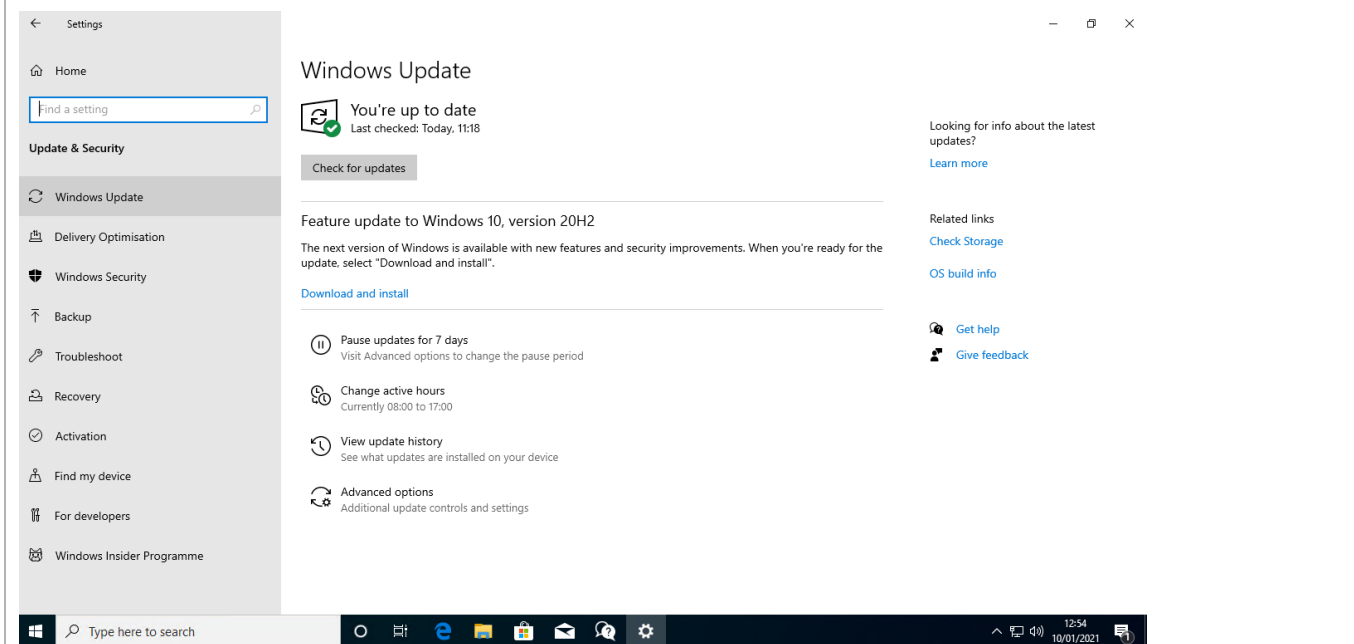 Settings
Home
Find a setting
Update & Security
Windows Update
Delivery Optimisation
Windows Security
Backup
Troubleshoot
Recovery
Activation
Find my device
For developers
Windows Insider Programme
Windows Update
You're up to date
Last checked: Today, 11:18
Check for updates
Feature update to Windows 10, version 20H2
The next version of Windows is available with new features and security improvements. When you're ready for the
update, select "Download and install".
Download and install
Pause updates for 7 days
Visit Advanced options to change the pause period
Change active hours
Currently 08:00 to 17:00
View update history
See what updates are installed on your device
Advanced options
Additional update controls and settings
Looking for info about the latest
updates?
Learn more
Related links
Check Storage
OS build info
Get help
Give feedback
Type here to search
12:54
10/01/2021
1